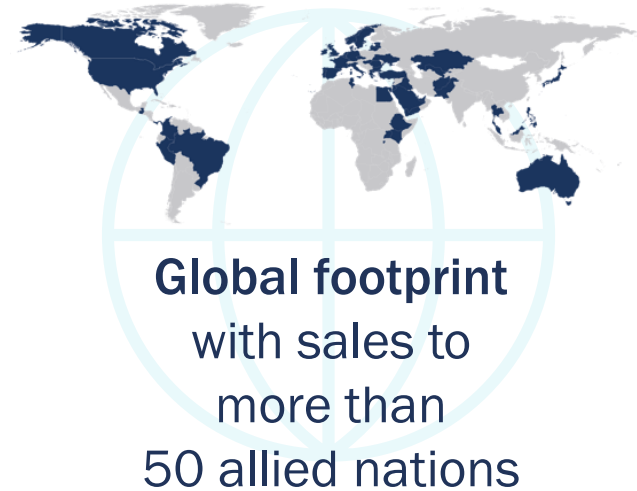 Global footprint
with sales to
more than
50 allied nations